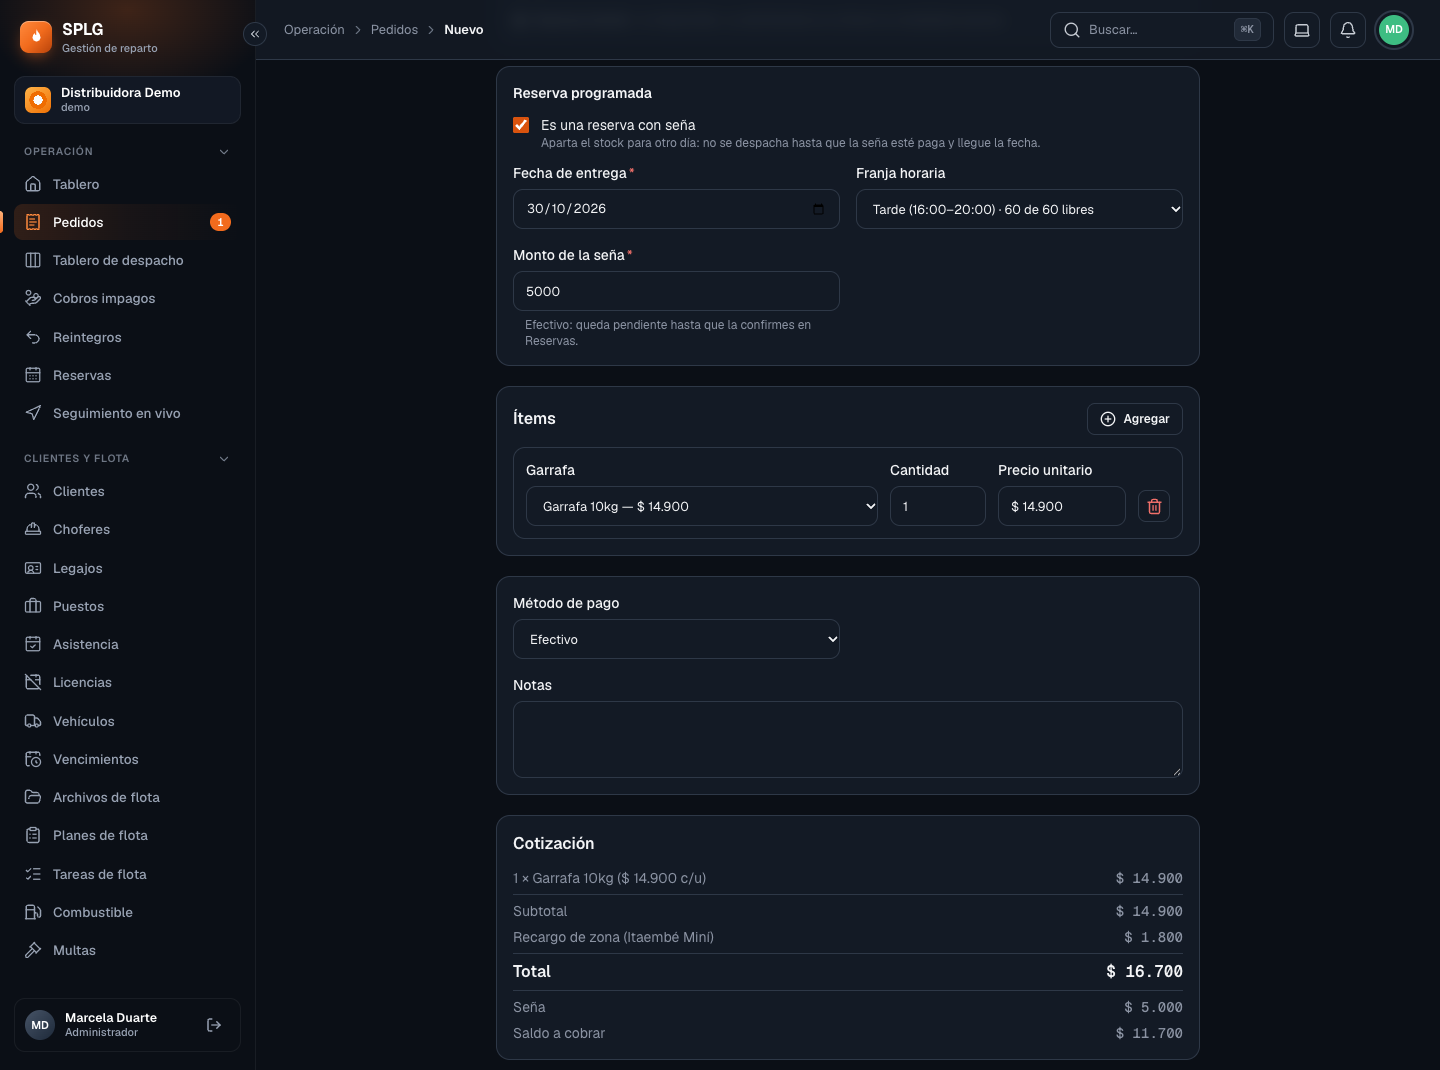 SPLG
Gestión de reparto
Distribuidora Demo
demo
OPERACIÓN
Tablero
Pedidos 1
Tablero de despacho
Cobros impagos
Reintegros
Reservas
Seguimiento en vivo
CLIENTES Y FLOTA
Clientes
Choferes
Legajos
Puestos
Asistencia
Licencias
Vehículos
Vencimientos
Archivos de flota
Planes de flota
Tareas de flota
Combustible
Multas
MD Marcela Duarte
Administrador
Operación > Pedidos > Nuevo
Buscar... ⌘K MD
Reserva programada
Es una reserva con seña
Aparta el stock para otro día: no se despacha hasta que la seña esté paga y llegue la fecha.
Fecha de entrega* Franja horaria
30/10/2026 Tarde (16:00–20:00) · 60 de 60 libres
Monto de la seña*
5000
Efectivo: queda pendiente hasta que la confirmes en
Reservas.
Ítems Agregar
Garrafa Cantidad Precio unitario
Garrafa 10kg — $ 14.900 1 $ 14.900
Método de pago
Efectivo
Notas
Cotización
1 × Garrafa 10kg ($ 14.900 c/u) $ 14.900
Subtotal $ 14.900
Recargo de zona (Itaembé Miní) $ 1.800
Total $ 16.700
Seña $ 5.000
Saldo a cobrar $ 11.700